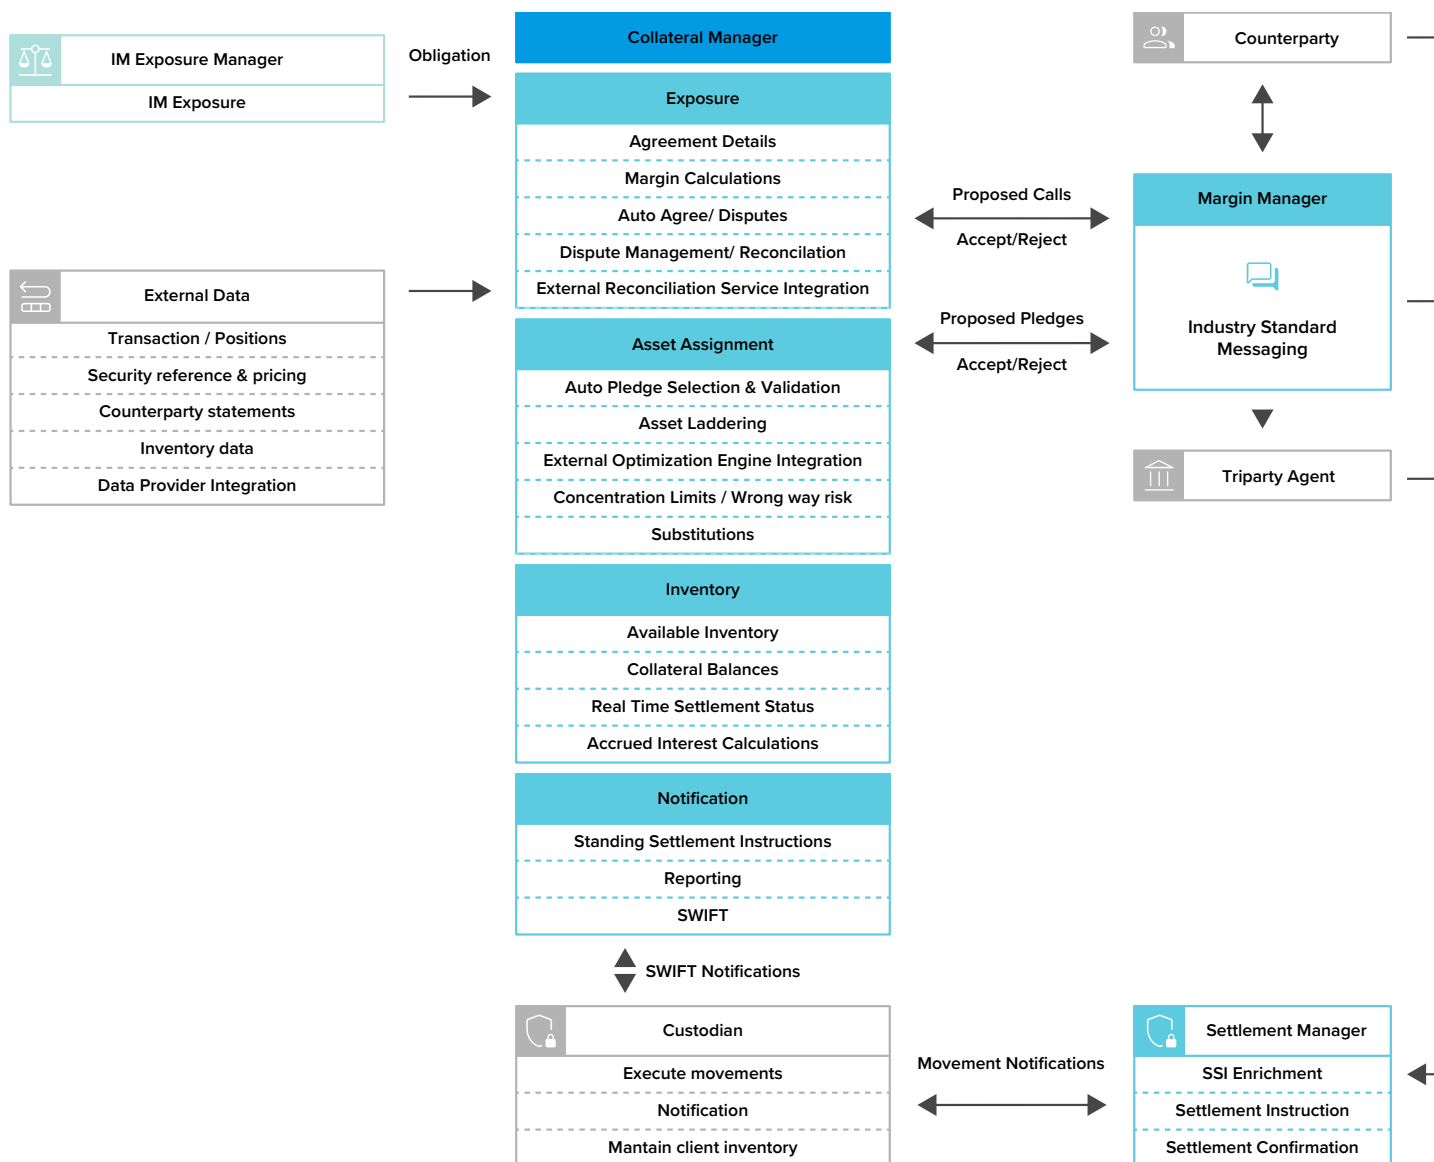 IM Exposure Manager
IM Exposure
Obligation
External Data
Transaction / Positions
Security reference & pricing
Counterparty statements
Inventory data
Data Provider Integration
Collateral Manager
Exposure
Agreement Details
Margin Calculations
Auto Agree/ Disputes
Dispute Management/ Reconcilation
External Reconciliation Service Integration
Asset Assignment
Auto Pledge Selection & Validation
Asset Laddering
External Optimization Engine Integration
Concentration Limits / Wrong way risk
Substitutions
Inventory
Available Inventory
Collateral Balances
Real Time Settlement Status
Accrued Interest Calculations
Notification
Standing Settlement Instructions
Reporting
SWIFT
SWIFT Notifications
Custodian
Execute movements
Notification
Mantain client inventory
Proposed Calls
Accept/Reject
Proposed Pledges
Accept/Reject
Movement Notifications
Counterparty
Margin Manager
Industry Standard
Messaging
Triparty Agent
Settlement Manager
SSI Enrichment
Settlement Instruction
Settlement Confirmation